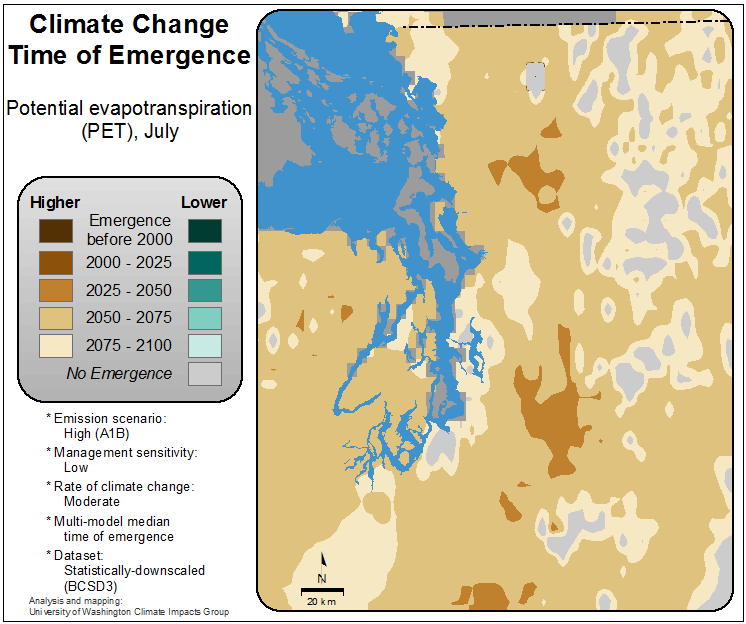 Climate Change
Time of Emergence
Potential evapotranspiration
(PET), July
Higher
Lower
Emergence
before 2000
2000 - 2025
2025 - 2050
2050 - 2075
2075 - 2100
No Emergence
* Emission scenario:
High (A1B)
* Management sensitivity:
Low
* Rate of climate change:
Moderate
* Multi-model median
time of emergence
* Dataset:
Statistically-downscaled
(BCSD3)
Analysis and mapping:
University of Washington Climate Impacts Group
N
20 km